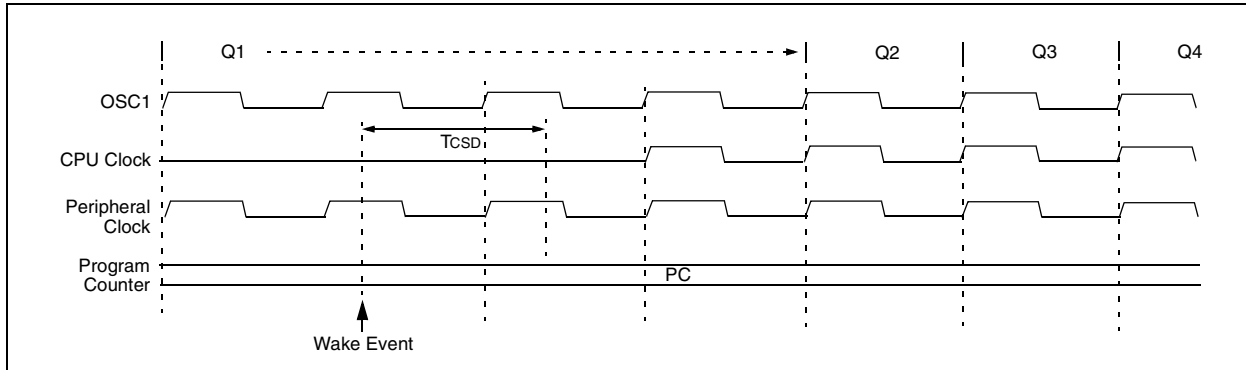 Q1 Q2 Q3 Q4
OSC1
TCSD
CPU Clock
Peripheral
Clock
Program
Counter
PC
Wake Event